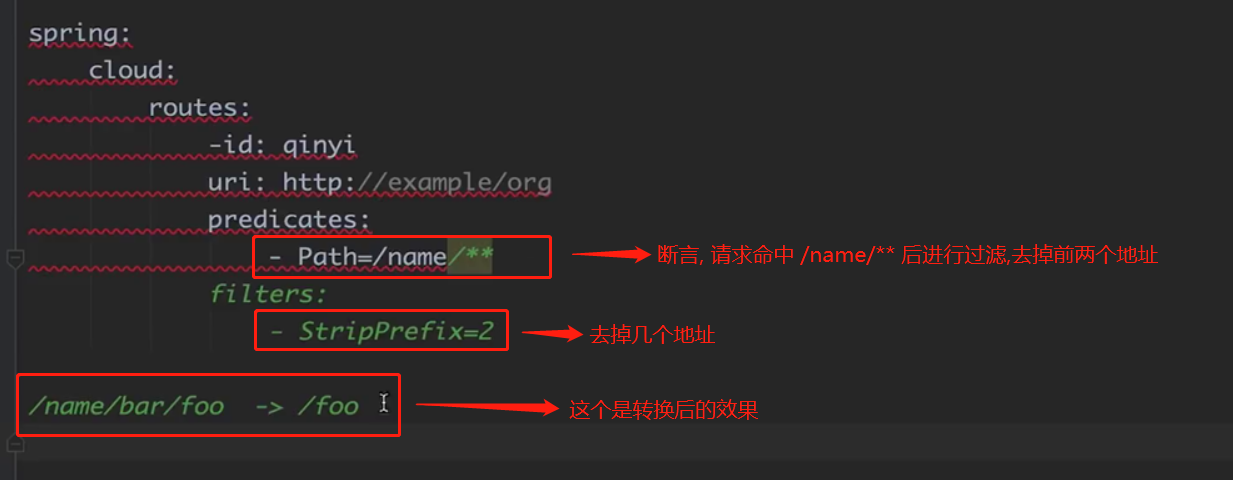 spring:
cloud:
routes:
-id: qinyi
uri: http://example/org
predicates:
- Path=/name/**
断言, 请求命中 /name/** 后进行过滤,去掉前两个地址
filters:
- StripPrefix=2
去掉几个地址
/name/bar/foo -> /foo
这个是转换后的效果